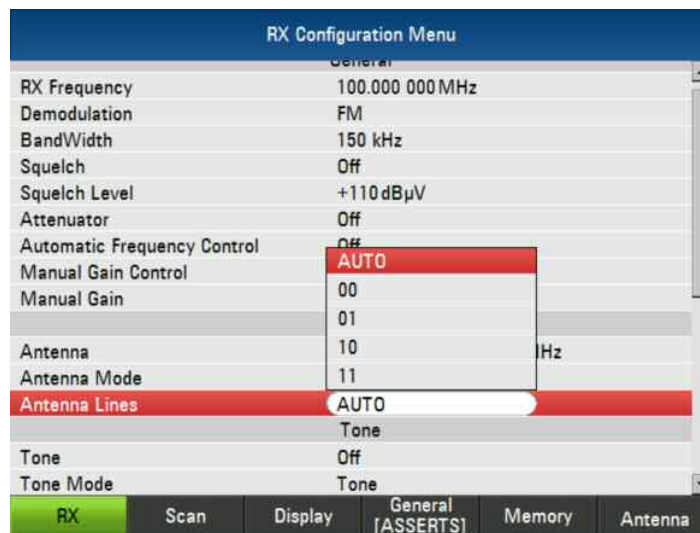 RX Configuration Menu
General
RX Frequency 100.000 000 MHz
Demodulation FM
BandWidth 150 kHz
Squelch Off
Squelch Level +110 dBµV
Attenuator Off
Automatic Frequency Control Off
Manual Gain Control AUTO
Manual Gain 00
01
Antenna 10 Hz
Antenna Mode 11
Antenna Lines AUTO
Tone
Tone Off
Tone Mode Tone
RX Scan Display General [ASSERTS] Memory Antenna